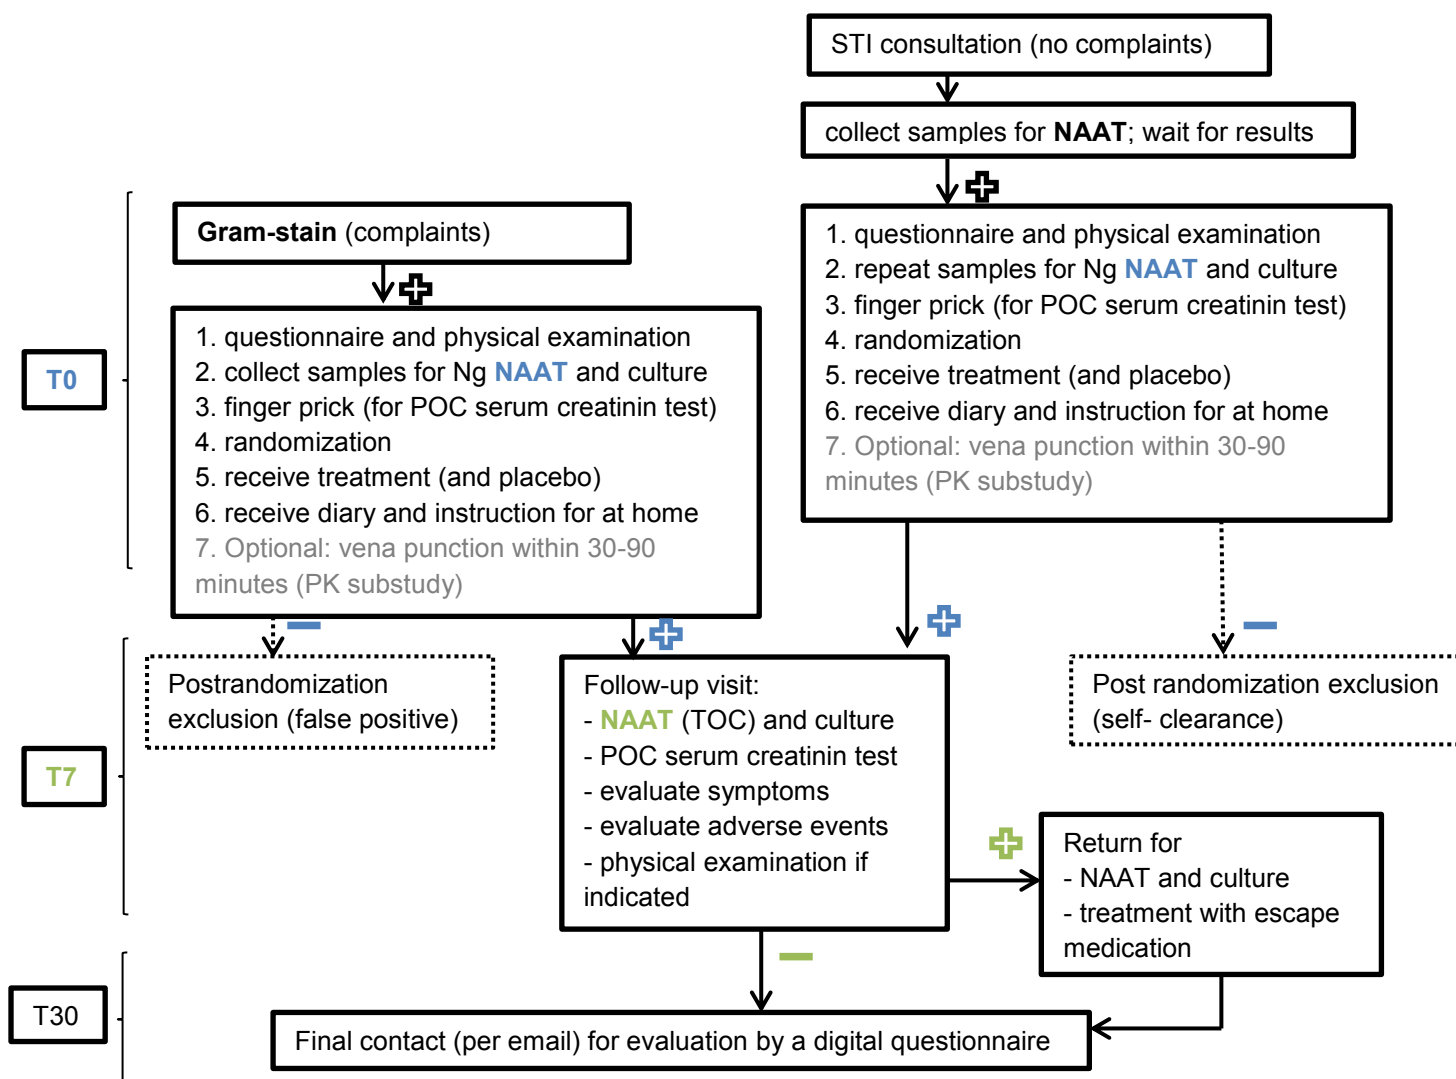 STI consultation (no complaints)
collect samples for NAAT; wait for results
T0
Gram-stain (complaints)
1. questionnaire and physical examination
2. collect samples for Ng NAAT and culture
3. finger prick (for POC serum creatinin test)
4. randomization
5. receive treatment (and placebo)
6. receive diary and instruction for at home
7. Optional: vena punction within 30-90
minutes (PK substudy)
1. questionnaire and physical examination
2. repeat samples for Ng NAAT and culture
3. finger prick (for POC serum creatinin test)
4. randomization
5. receive treatment (and placebo)
6. receive diary and instruction for at home
7. Optional: vena punction within 30-90
minutes (PK substudy)
T7
Postrandomization
exclusion (false positive)
Follow-up visit:
- NAAT (TOC) and culture
- POC serum creatinin test
- evaluate symptoms
- evaluate adverse events
- physical examination if
indicated
Post randomization exclusion
(self- clearance)
Return for
- NAAT and culture
- treatment with escape
medication
T30
Final contact (per email) for evaluation by a digital questionnaire